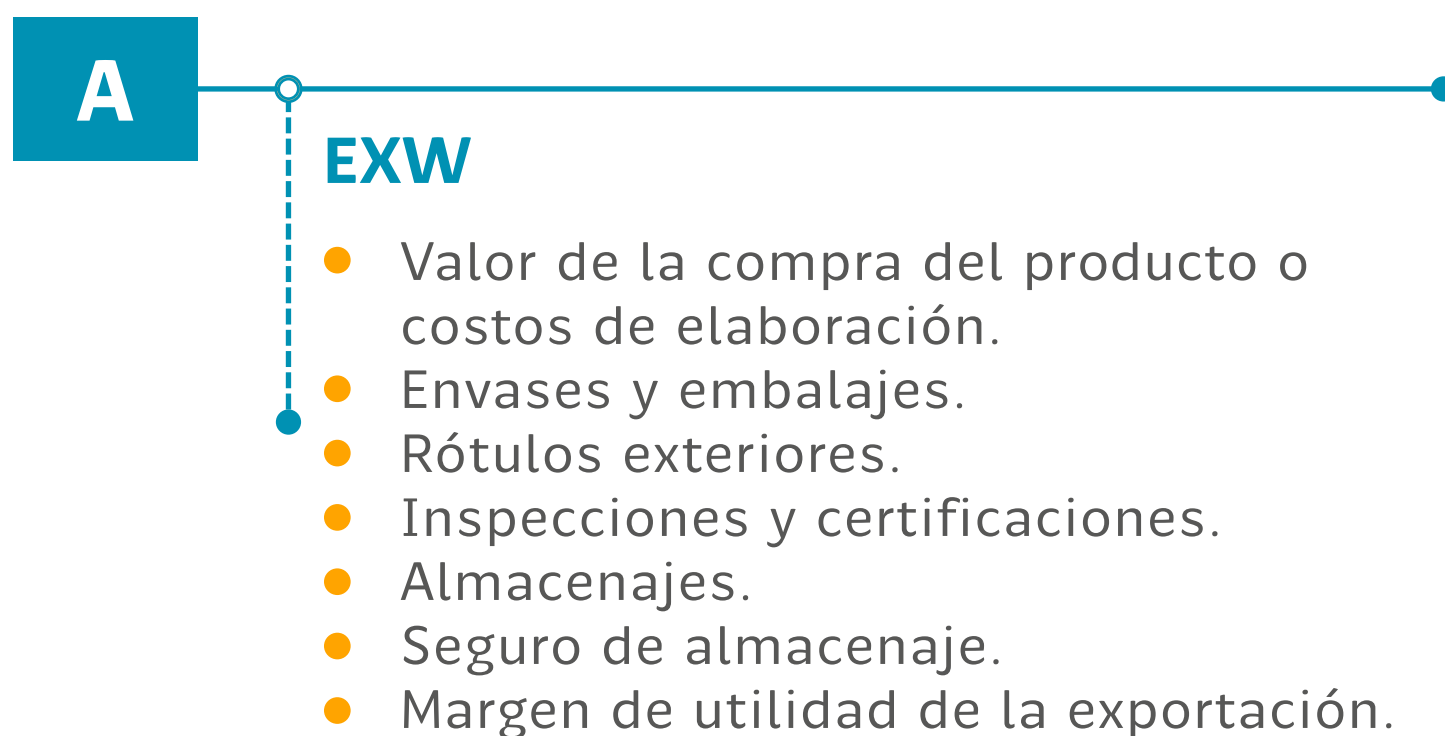 A
EXW
Valor de la compra del producto o
costos de elaboración.
Envases y embalajes.
Rótulos exteriores.
Inspecciones y certificaciones.
Almacenajes.
Seguro de almacenaje.
Margen de utilidad de la exportación.